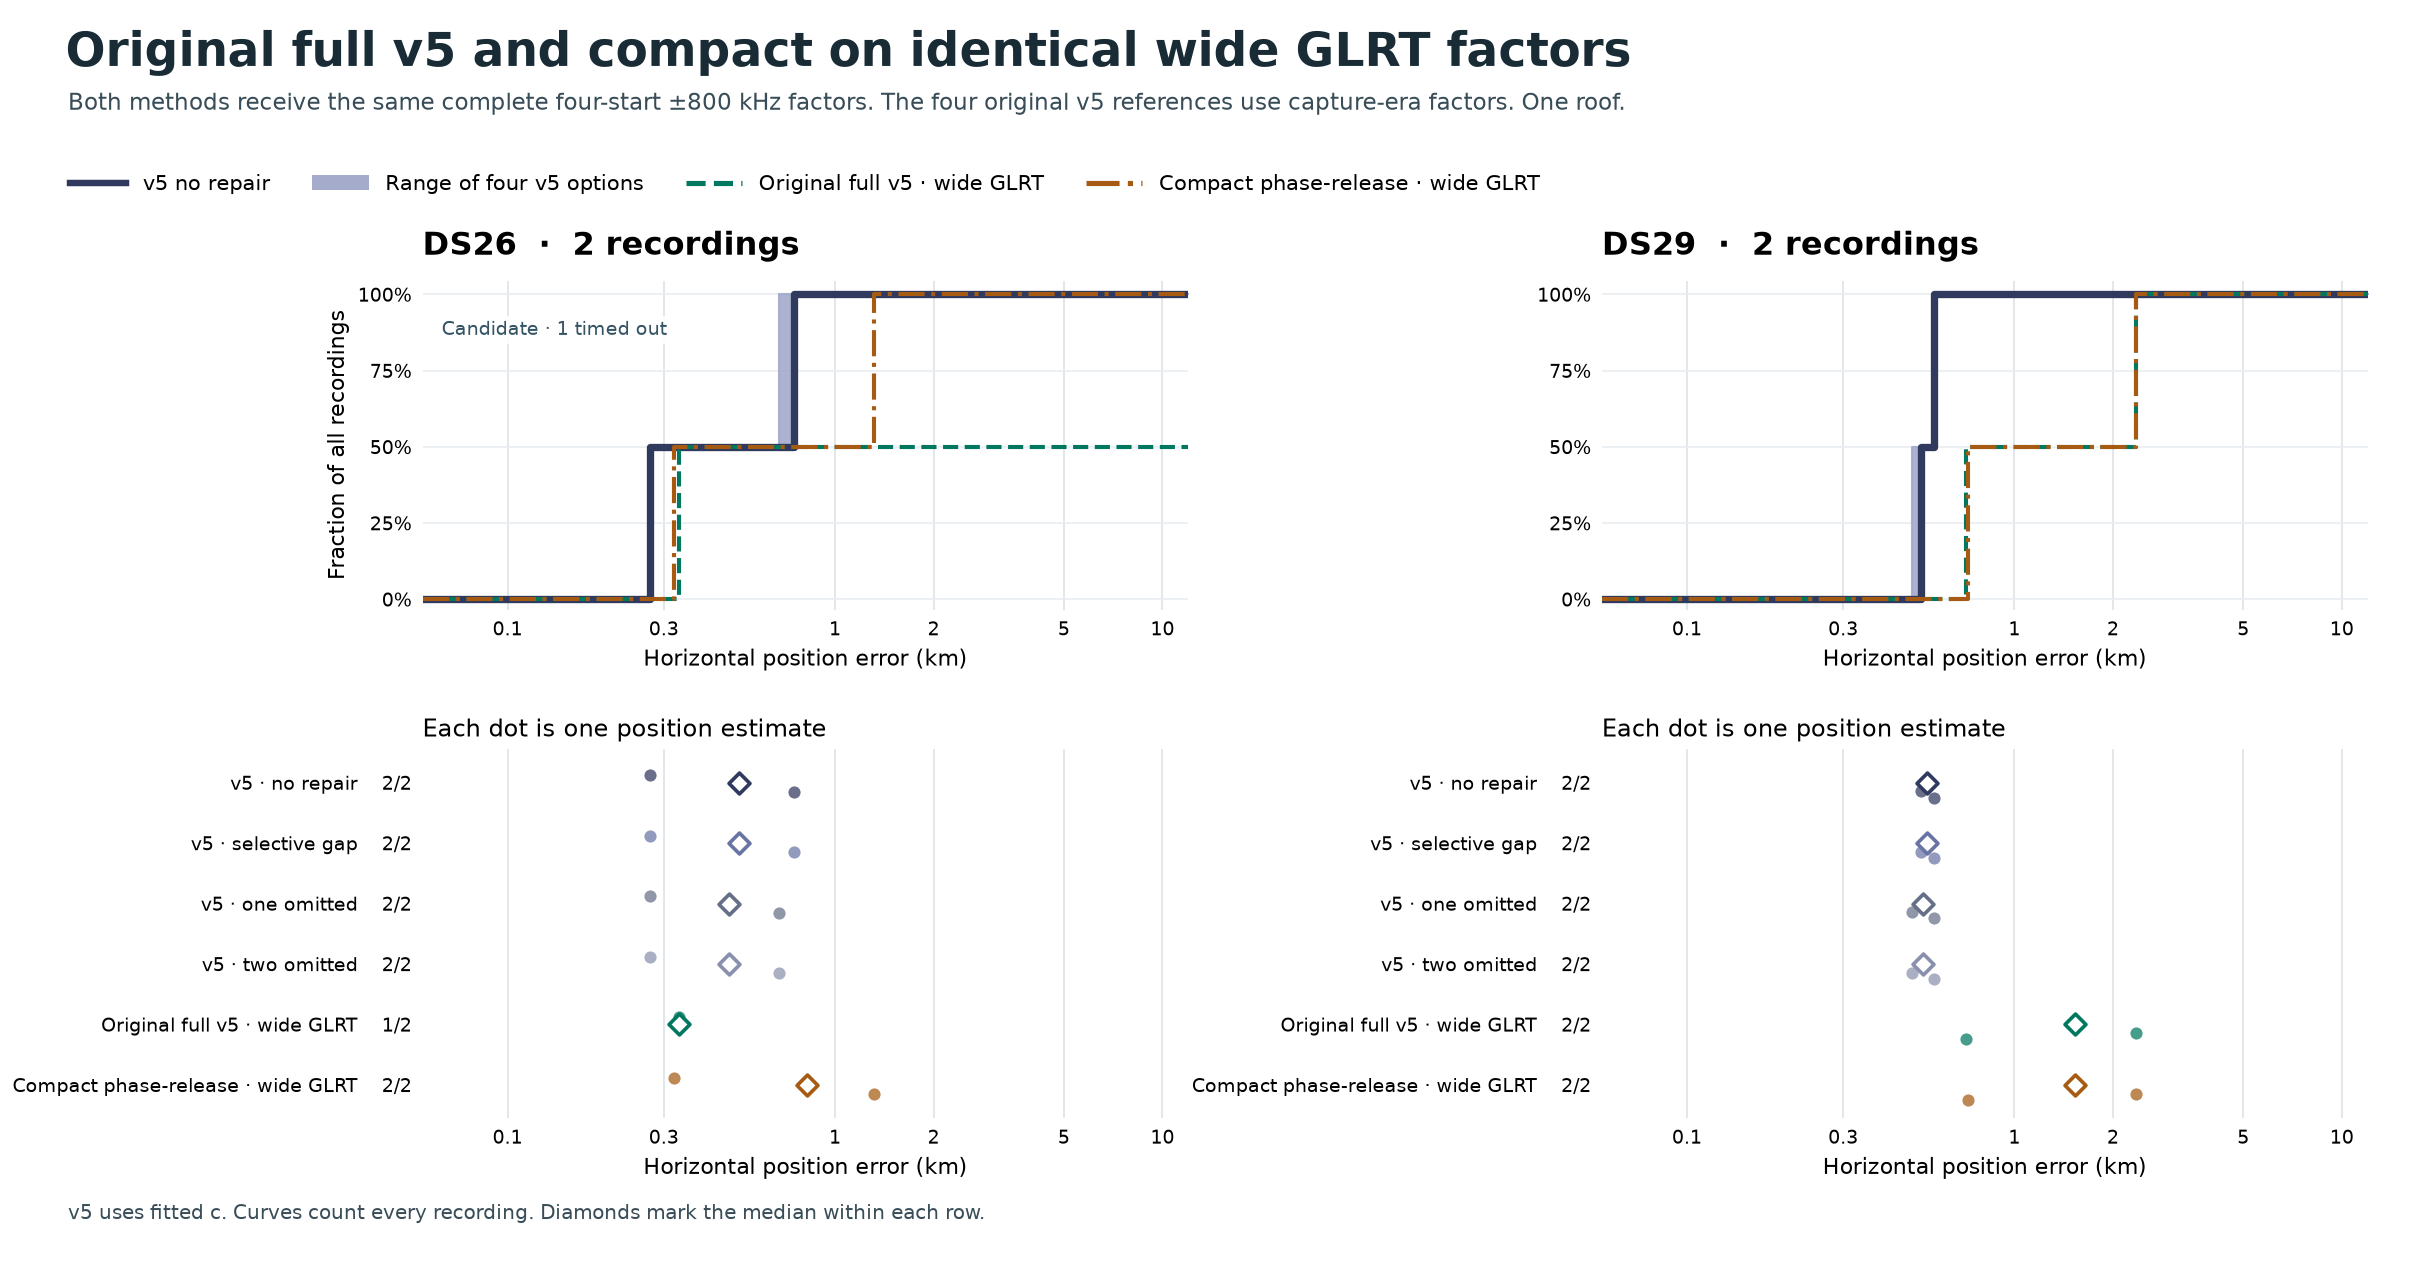 Original full v5 and compact on identical wide GLRT factors
Both methods receive the same complete four-start ±800 kHz factors. The four original v5 references use capture-era factors. One roof.
v5 no repair
Range of four v5 options
Original full v5 · wide GLRT
Compact phase-release · wide GLRT
DS26 · 2 recordings
Fraction of all recordings
100%
75%
50%
25%
0%
Candidate · 1 timed out
0.1 0.3 1 2 5 10
Horizontal position error (km)
DS29 · 2 recordings
100%
75%
50%
25%
0%
0.1 0.3 1 2 5 10
Horizontal position error (km)
Each dot is one position estimate
v5 · no repair 2/2
v5 · selective gap 2/2
v5 · one omitted 2/2
v5 · two omitted 2/2
Original full v5 · wide GLRT 1/2
Compact phase-release · wide GLRT 2/2
0.1 0.3 1 2 5 10
Horizontal position error (km)
Each dot is one position estimate
v5 · no repair 2/2
v5 · selective gap 2/2
v5 · one omitted 2/2
v5 · two omitted 2/2
Original full v5 · wide GLRT 2/2
Compact phase-release · wide GLRT 2/2
0.1 0.3 1 2 5 10
Horizontal position error (km)
v5 uses fitted c. Curves count every recording. Diamonds mark the median within each row.